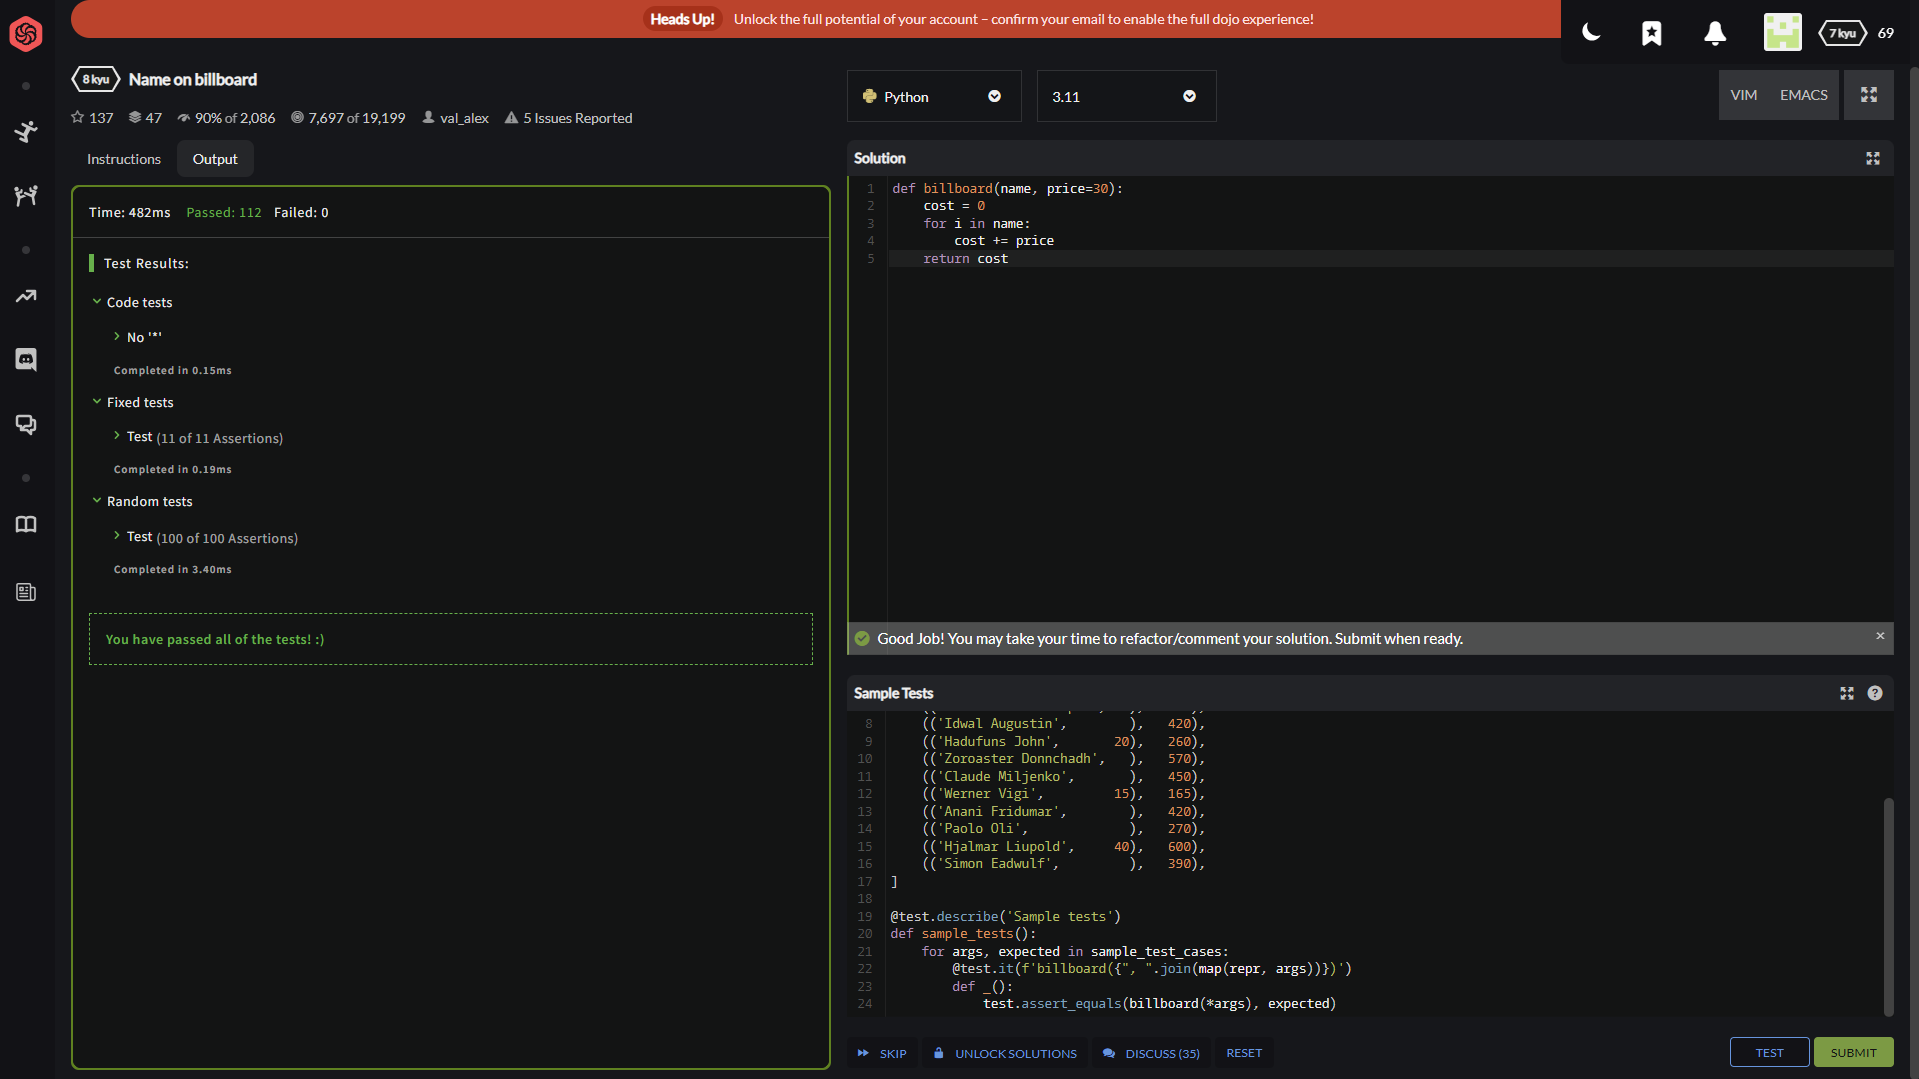 Heads Up! Unlock the full potential of your account – confirm your email to enable the full dojo experience!
7 kyu 69
8 kyu Name on billboard
137 47 90% of 2,086 7,697 of 19,199 val_alex 5 Issues Reported
Instructions Output
Time: 482ms Passed: 112 Failed: 0
Test Results:
Code tests
No '*'
Completed in 0.15ms
Fixed tests
Test (11 of 11 Assertions)
Completed in 0.19ms
Random tests
Test (100 of 100 Assertions)
Completed in 3.40ms
You have passed all of the tests! :)
Python 3.11 VIM EMACS
Solution
1 def billboard(name, price=30):
2     cost = 0
3     for i in name:
4         cost += price
5     return cost
Good Job! You may take your time to refactor/comment your solution. Submit when ready. ×
Sample Tests ?
8     (('Idwal Augustin',        ),   420),
9     (('Hadufuns John',       20),   260),
10     (('Zoroaster Donnchadh',   ),   570),
11     (('Claude Miljenko',       ),   450),
12     (('Werner Vigi',         15),   165),
13     (('Anani Fridumar',        ),   420),
14     (('Paolo Oli',             ),   270),
15     (('Hjalmar Liupold',     40),   600),
16     (('Simon Eadwulf',         ),   390),
17 ]
18
19 @test.describe('Sample tests')
20 def sample_tests():
21     for args, expected in sample_test_cases:
22         @test.it(f'billboard({", ".join(map(repr, args))})')
23         def _():
24             test.assert_equals(billboard(*args), expected)
SKIP UNLOCK SOLUTIONS DISCUSS (35) RESET TEST SUBMIT